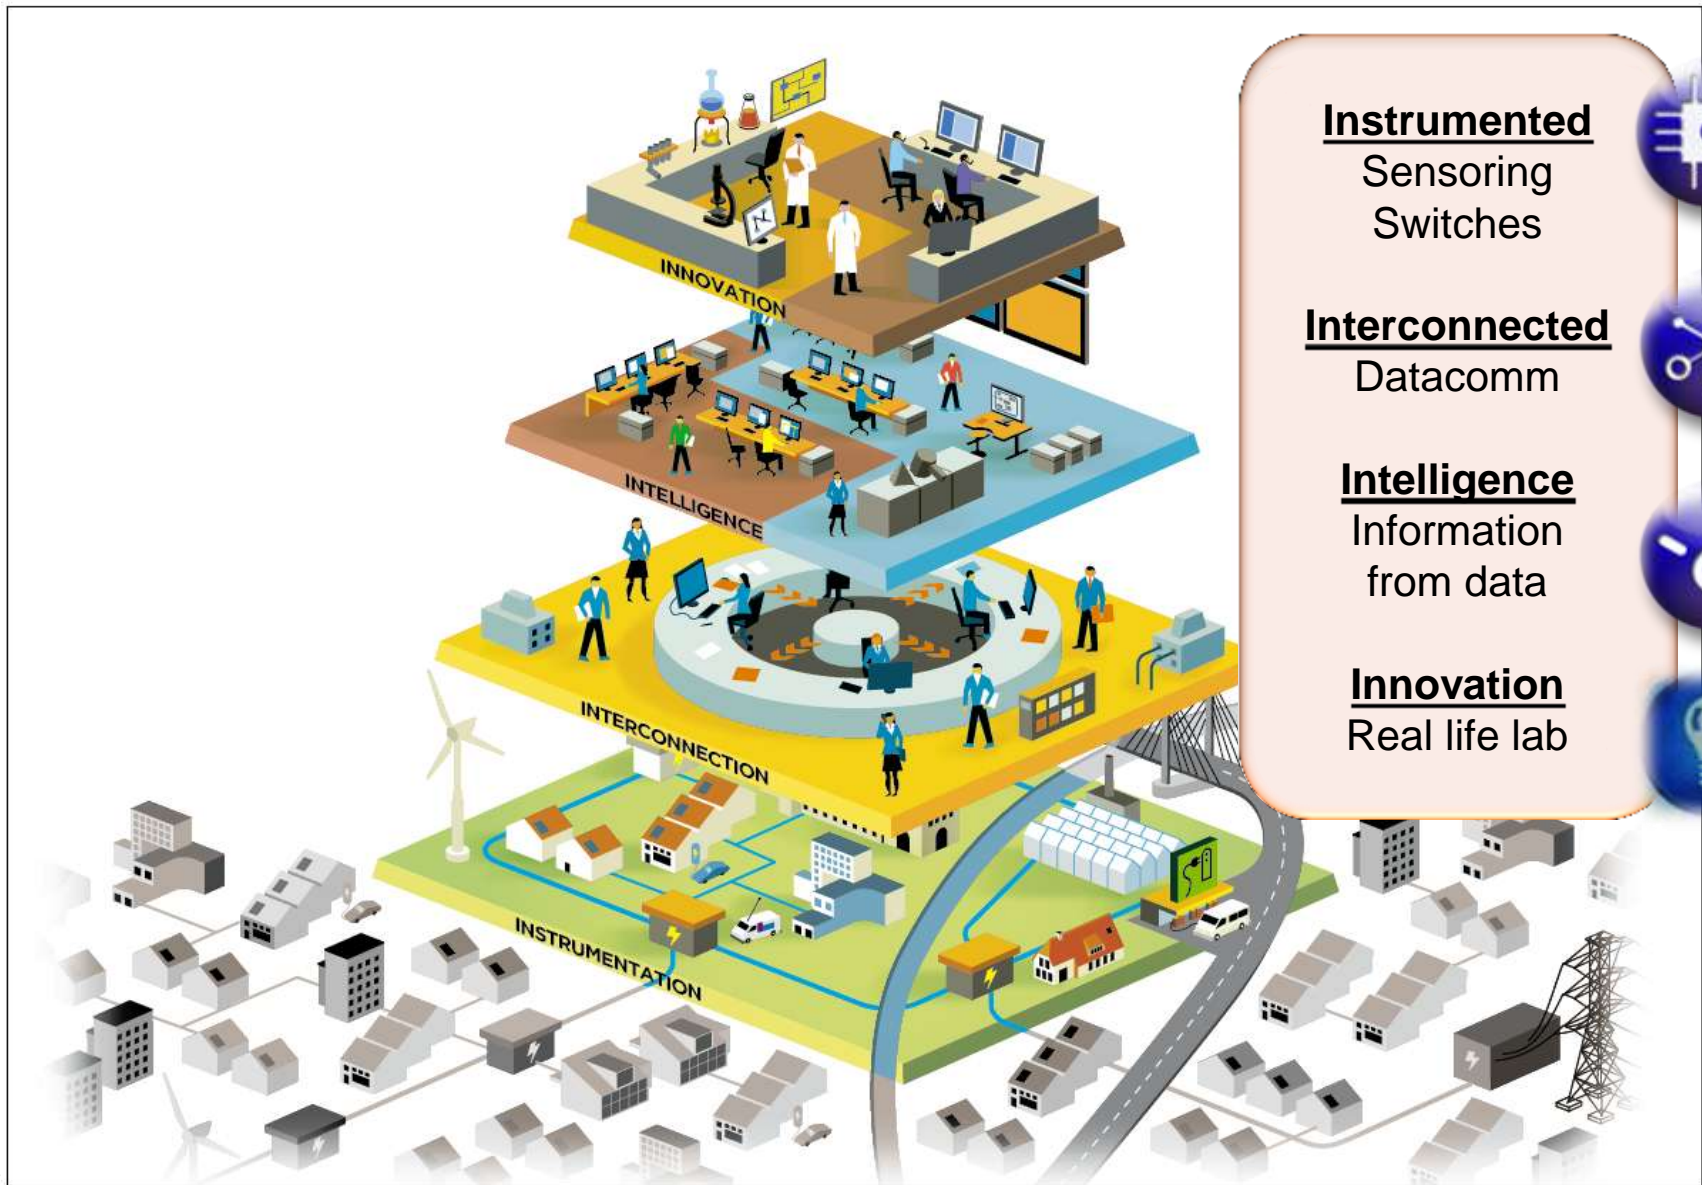 INNOVATION
INTELLIGENCE
INTERCONNECTION
INSTRUMENTATION
Instrumented
Sensoring
Switches
Interconnected
Datacomm
Intelligence
Information
from data
Innovation
Real life lab